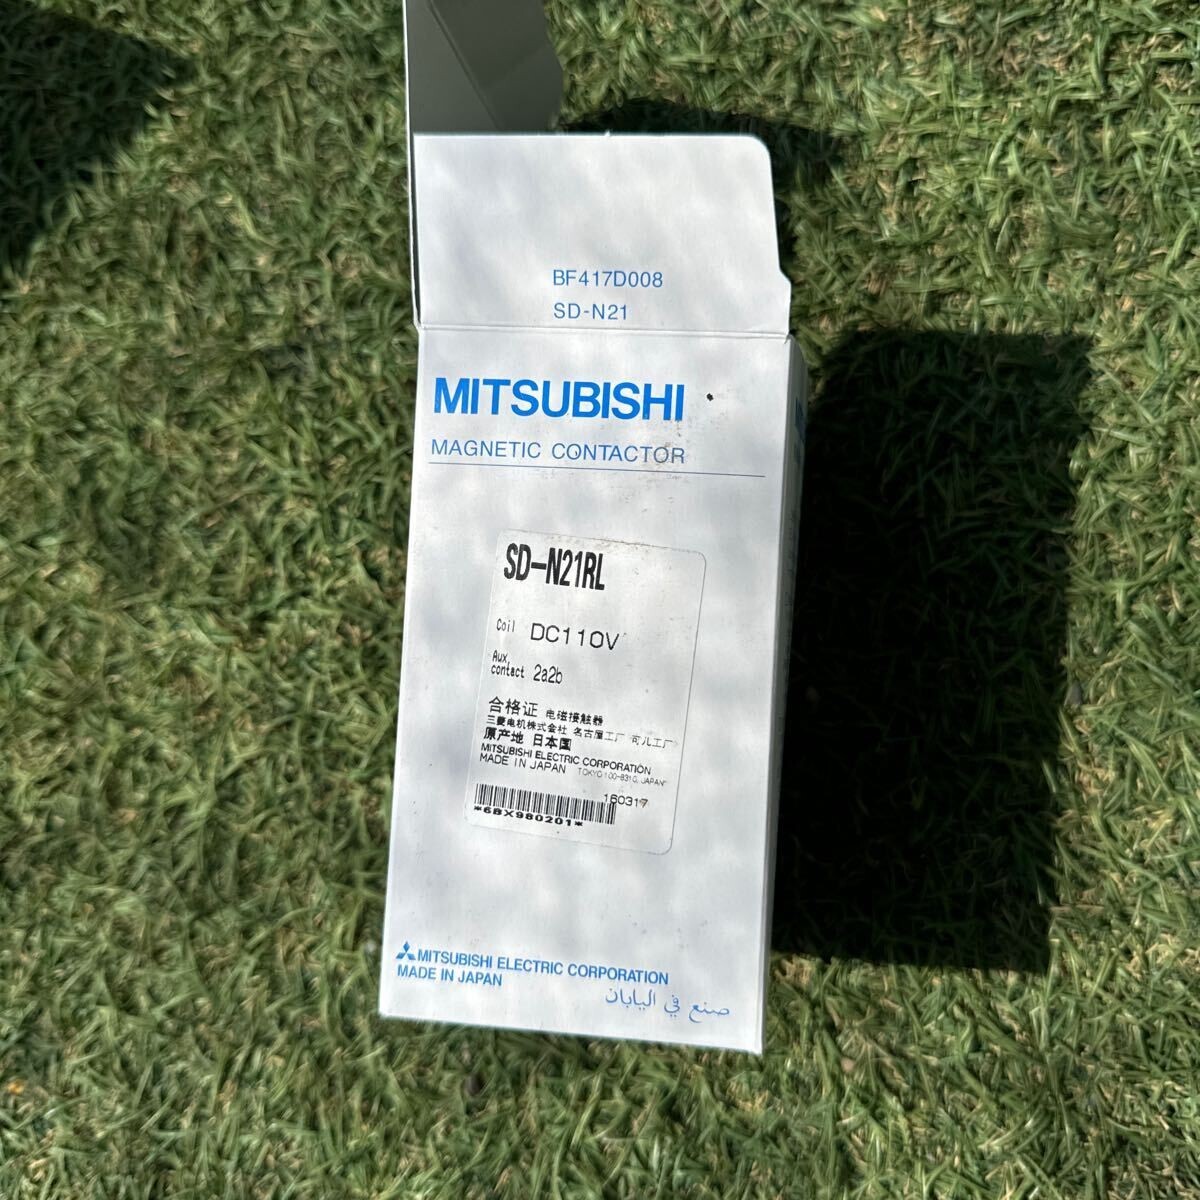 BF417D008
SD-N21
MITSUBISHI
MAGNETIC CONTACTOR
SD-N21RL
Coil DC110V
Aux.
contact 2a2b
合格证 电磁接触器
三菱电机株式会社 名古屋工厂 可儿工厂
原产地 日本国
MITSUBISHI ELECTRIC CORPORATION
MADE IN JAPAN TOKYO 100-8310, JAPAN
160317
*6BX980201*
MITSUBISHI ELECTRIC CORPORATION
MADE IN JAPAN
صنع في اليابان